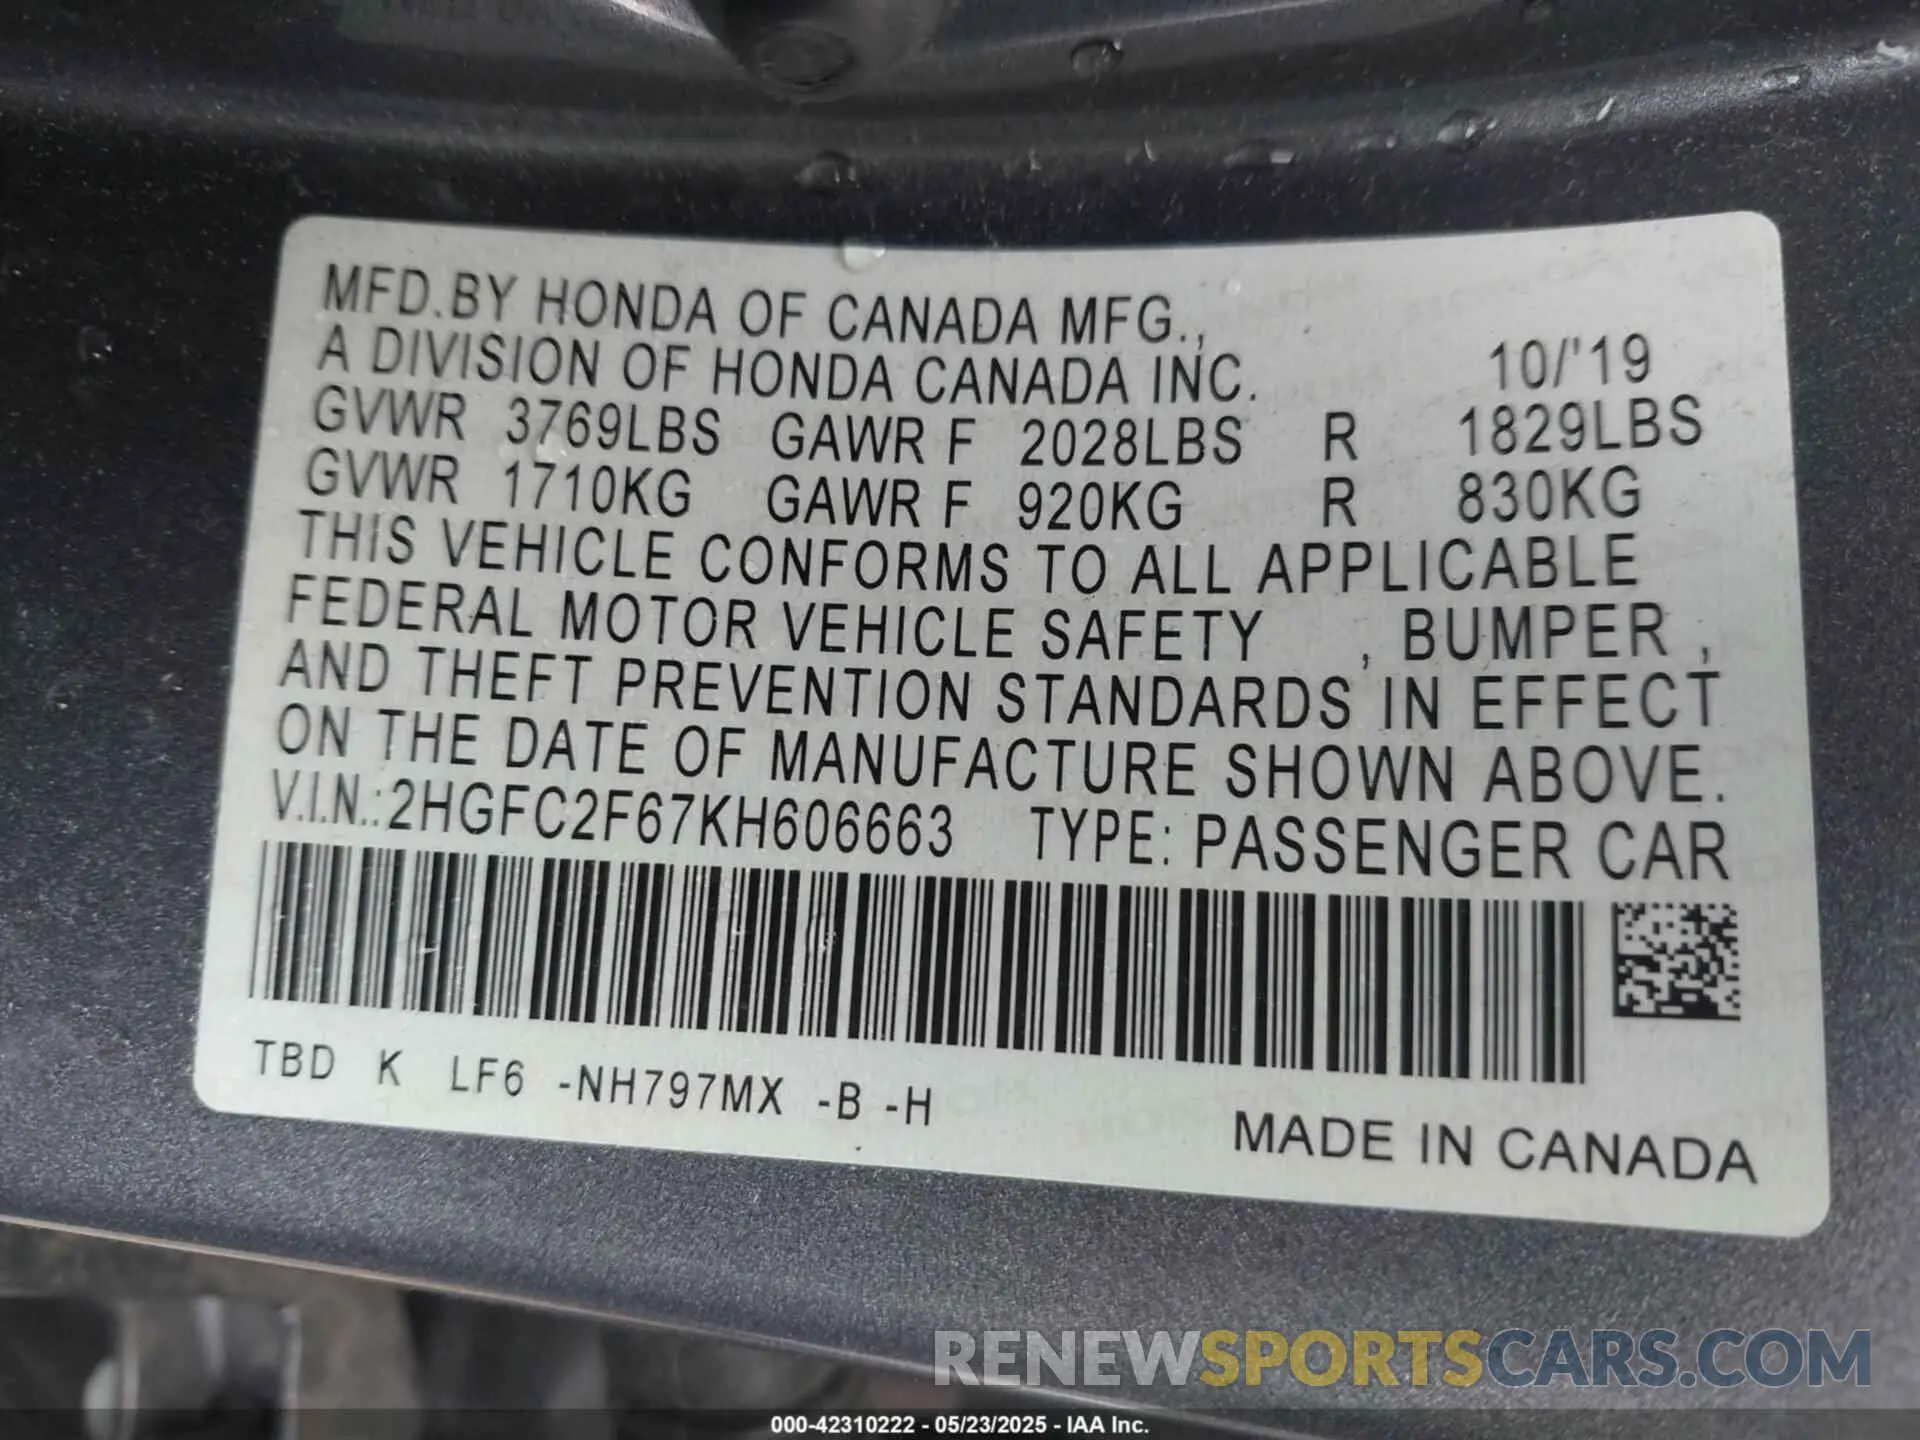 MFD.BY HONDA OF CANADA MFG.,
A DIVISION OF HONDA CANADA INC. 10/'19
GVWR 3769LBS GAWR F 2028LBS R 1829LBS
GVWR 1710KG GAWR F 920KG R 830KG
THIS VEHICLE CONFORMS TO ALL APPLICABLE
FEDERAL MOTOR VEHICLE SAFETY , BUMPER ,
AND THEFT PREVENTION STANDARDS IN EFFECT
ON THE DATE OF MANUFACTURE SHOWN ABOVE.
V.I.N.:2HGFC2F67KH606663 TYPE: PASSENGER CAR
TBD K LF6 -NH797MX -B -H
MADE IN CANADA
RENEWSPORTSCARS.COM
000-42310222 - 05/23/2025 - IAA Inc.